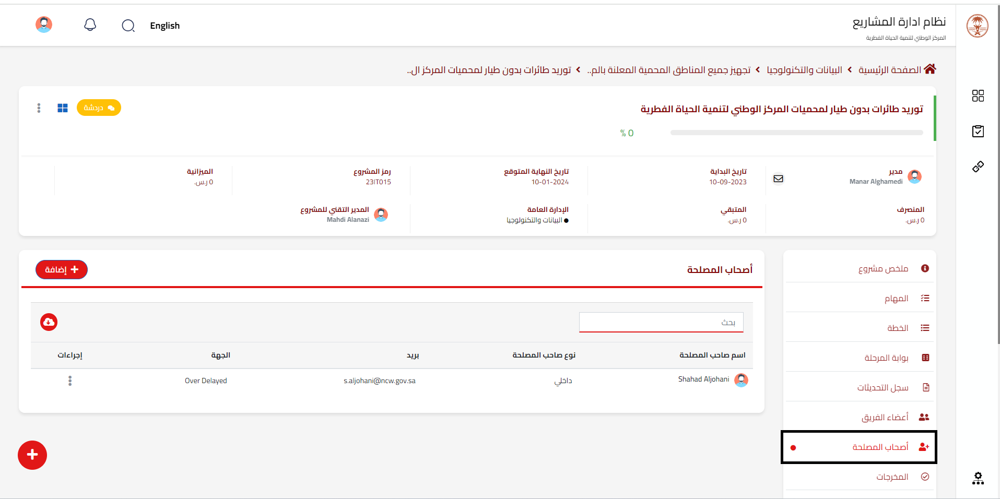 نظام ادارة المشاريع
المركز الوطني لتنمية الحياة الفطرية
English
الصفحة الرئيسية
البيانات والتكنولوجيا
تجهيز جميع المناطق المحمية المعلنة بالم..
توريد طائرات بدون طيار لمحميات المركز ال..
توريد طائرات بدون طيار لمحميات المركز الوطني لتنمية الحياة الفطرية
دردشة
0 %
مدير
Manar Alghamedi
تاريخ البداية
10-09-2023
تاريخ النهاية المتوقع
10-01-2024
رمز المشروع
23IT015
الميزانية
0 ر.س.
المنصرف
0 ر.س.
المتبقي
0 ر.س.
الإدارة العامة
البيانات والتكنولوجيا
المدير التقني للمشروع
Mahdi Alanazi
ملخص مشروع
المهام
الخطة
بوابة المرحلة
سجل التحديثات
أعضاء الفريق
أصحاب المصلحة
المخرجات
أصحاب المصلحة
إضافة
بحث
اسم صاحب المصلحة نوع صاحب المصلحة بريد الجهة إجراءات
Shahad Aljohani داخلي s.aljohani@ncw.gov.sa Over Delayed